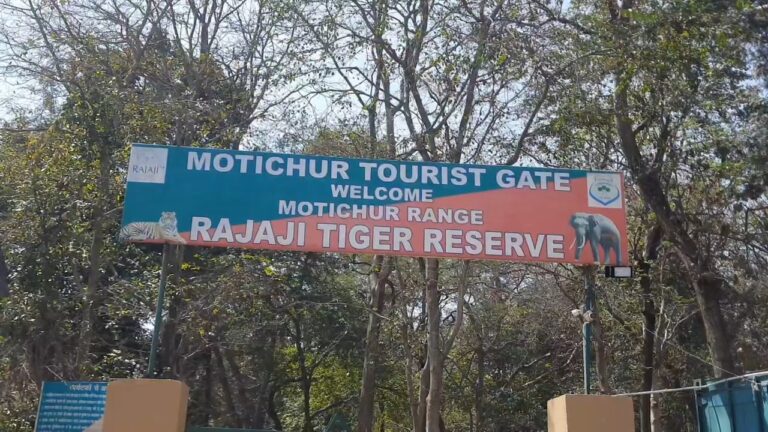 RAJAJI
MOTICHUR TOURIST GATE
WELCOME
MOTICHUR RANGE
RAJAJI TIGER RESERVE